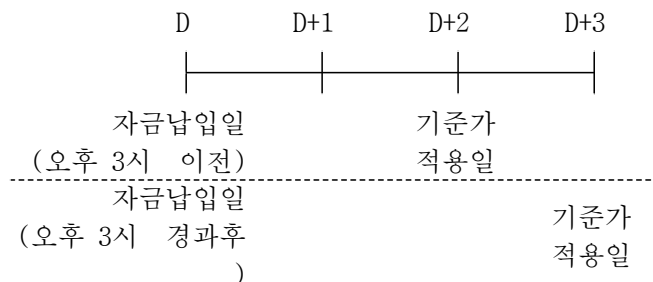 D D+1 D+2 D+3
자금납입일 기준가
(오후 3시 이전) 적용일
자금납입일
(오후 3시 경과후
)
기준가
적용일